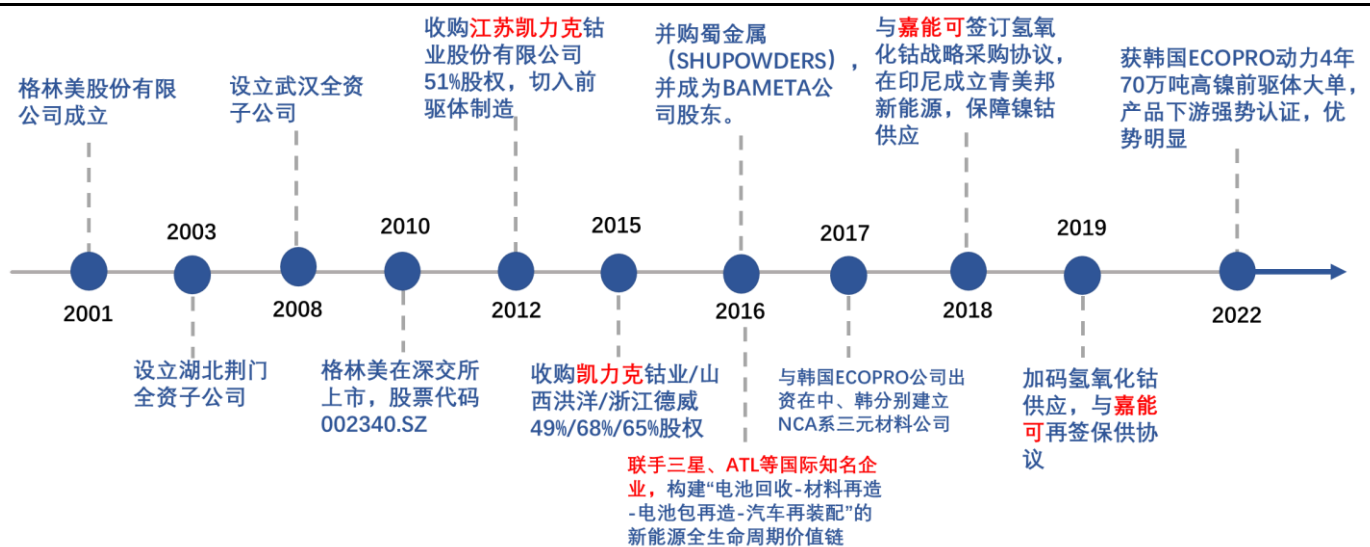 格林美股份有限
公司成立
2001
2003
设立湖北荆门
全资子公司
设立武汉全资
子公司
2008
2010
格林美在深交所
上市，股票代码
002340.SZ
收购江苏凯力克钴
业股份有限公司
51%股权，切入前
驱体制造
2012
2015
收购凯力克钴业/山
西洪洋/浙江德威
49%/68%/65%股权
并购蜀金属
（SHUPOWDERS），
并成为BAMETA公
司股东。
2016
联手三星、ATL等国际知名企
业，构建“电池回收-材料再造
-电池包再造-汽车再装配”的
新能源全生命周期价值链
2017
与韩国ECOPRO公司出
资在中、韩分别建立
NCA系三元材料公司
与嘉能可签订氢氧
化钴战略采购协议，
在印尼成立青美邦
新能源，保障镍钴
供应
2018
2019
加码氢氧化钴
供应，与嘉能
可再签保供协
议
获韩国ECOPRO动力4年
70万吨高镍前驱体大单，
产品下游强势认证，优
势明显
2022